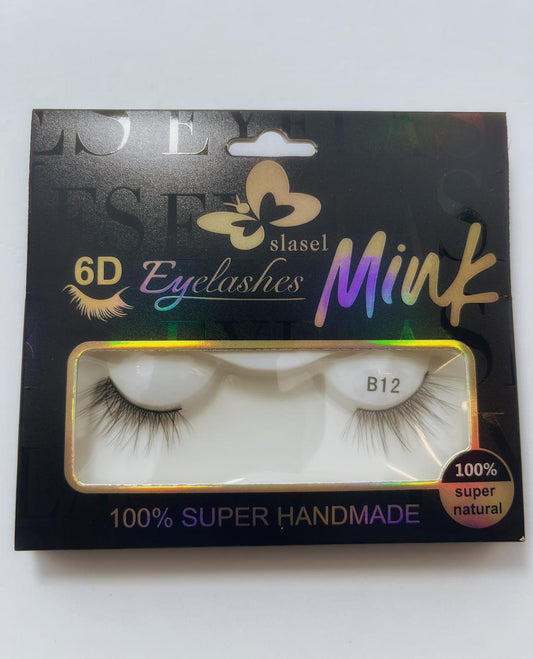 slasel
6D Eyelashes Mink
B12
100%
super
natural
100% SUPER HANDMADE